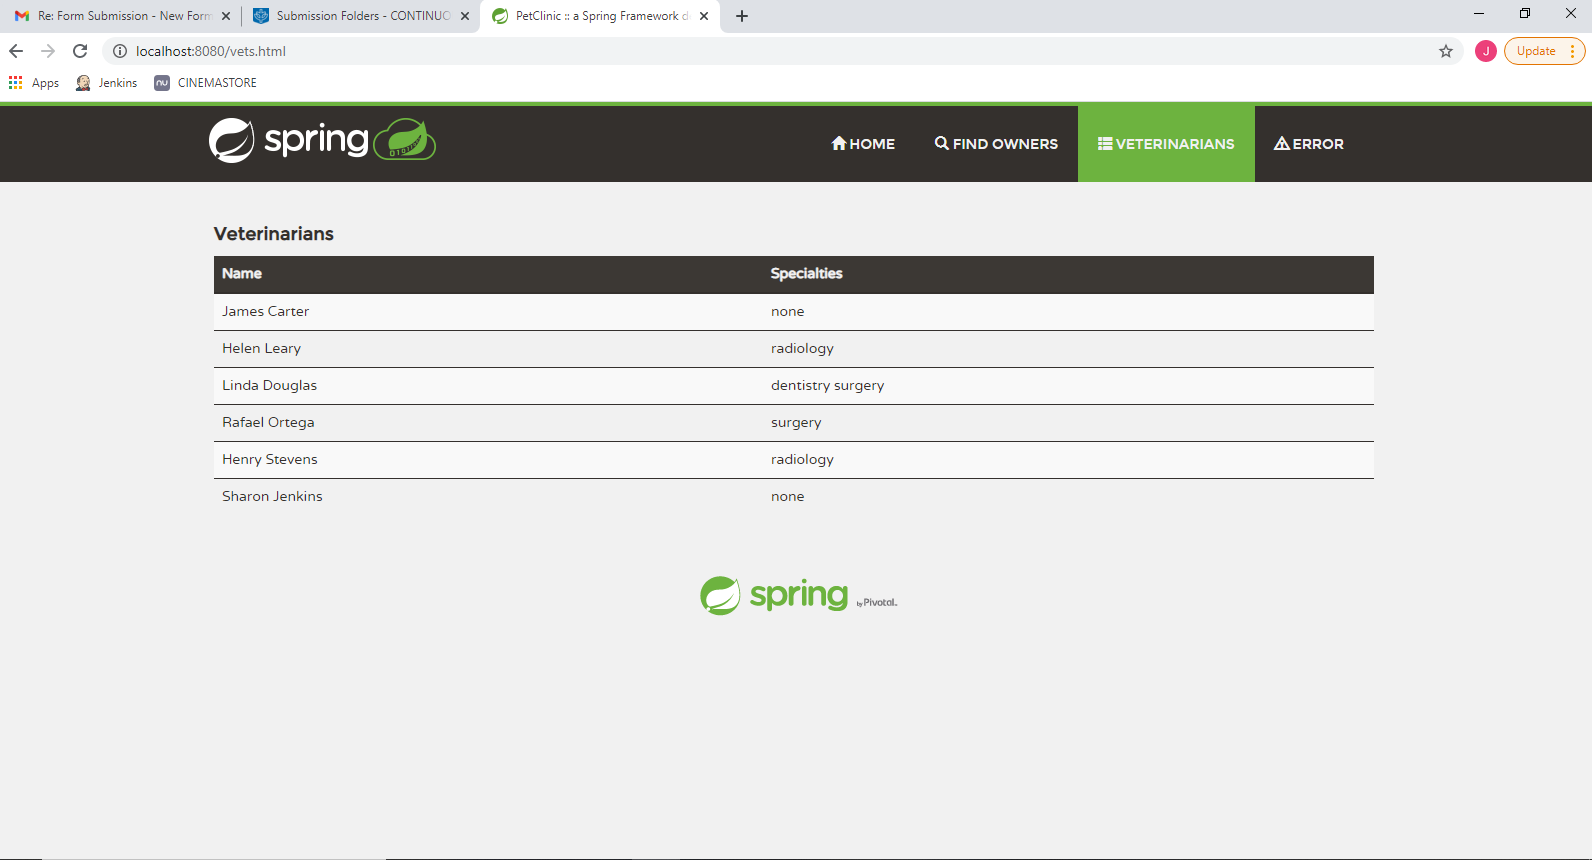 Re: Form Submission - New Form
Submission Folders - CONTINUO
PetClinic :: a Spring Framework d
localhost:8080/vets.html
J
Update
Apps
Jenkins
nu
CINEMASTORE
spring
HOME
FIND OWNERS
VETERINARIANS
ERROR
Veterinarians
Name Specialties
James Carter none
Helen Leary radiology
Linda Douglas dentistry surgery
Rafael Ortega surgery
Henry Stevens radiology
Sharon Jenkins none
spring by Pivotal